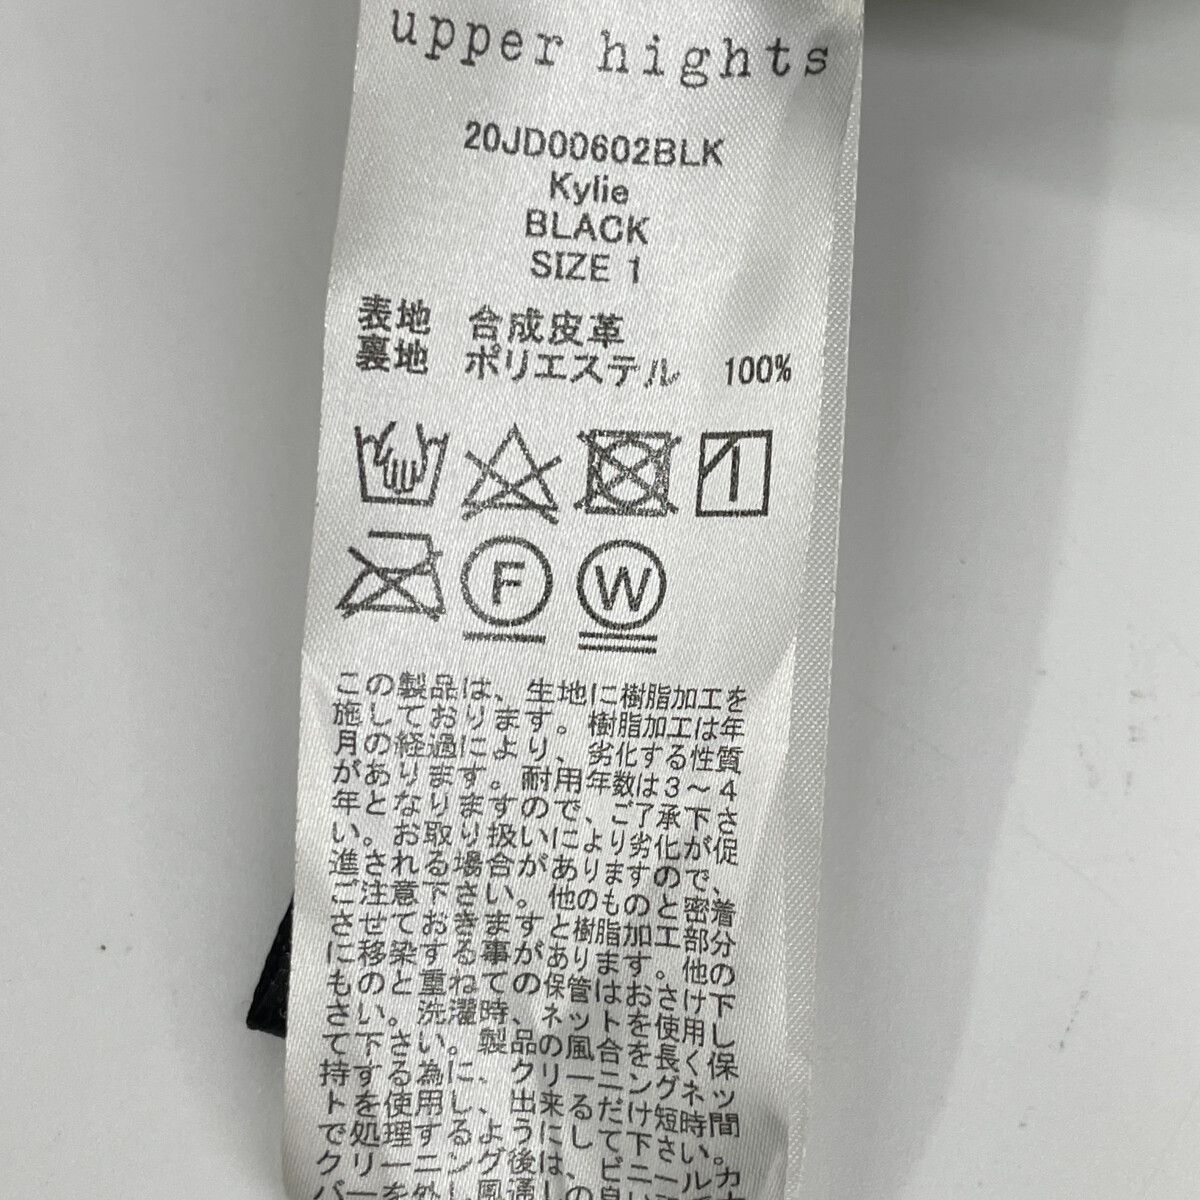 upper hights
20JD00602BLK
Kylie
BLACK
SIZE 1
表地 合成皮革
裏地 ポリエステル 100%
F W
この製品は、生地に樹脂加工を
施しております。樹脂加工は年
月の経過により、劣化する性質
があります。耐用年数は3～4
年となりますので、ご了承下さ
い。お取り扱いにより劣化が促
進される場合がありますので、
ご注意下さい。他のものと密着
させておきますと樹脂加工部分
に移染する事があります。他の
ものと重ねての保管はおさけ下
さい。洗濯時、ネットを使用し
て下さい。製品の風合を長く保
持する為に、クリーニングネッ
トを使用し、出来るだけ短時間
で処理するようにして下さい。
クリーニング後は、ビニールカ
バーを外し風通しの